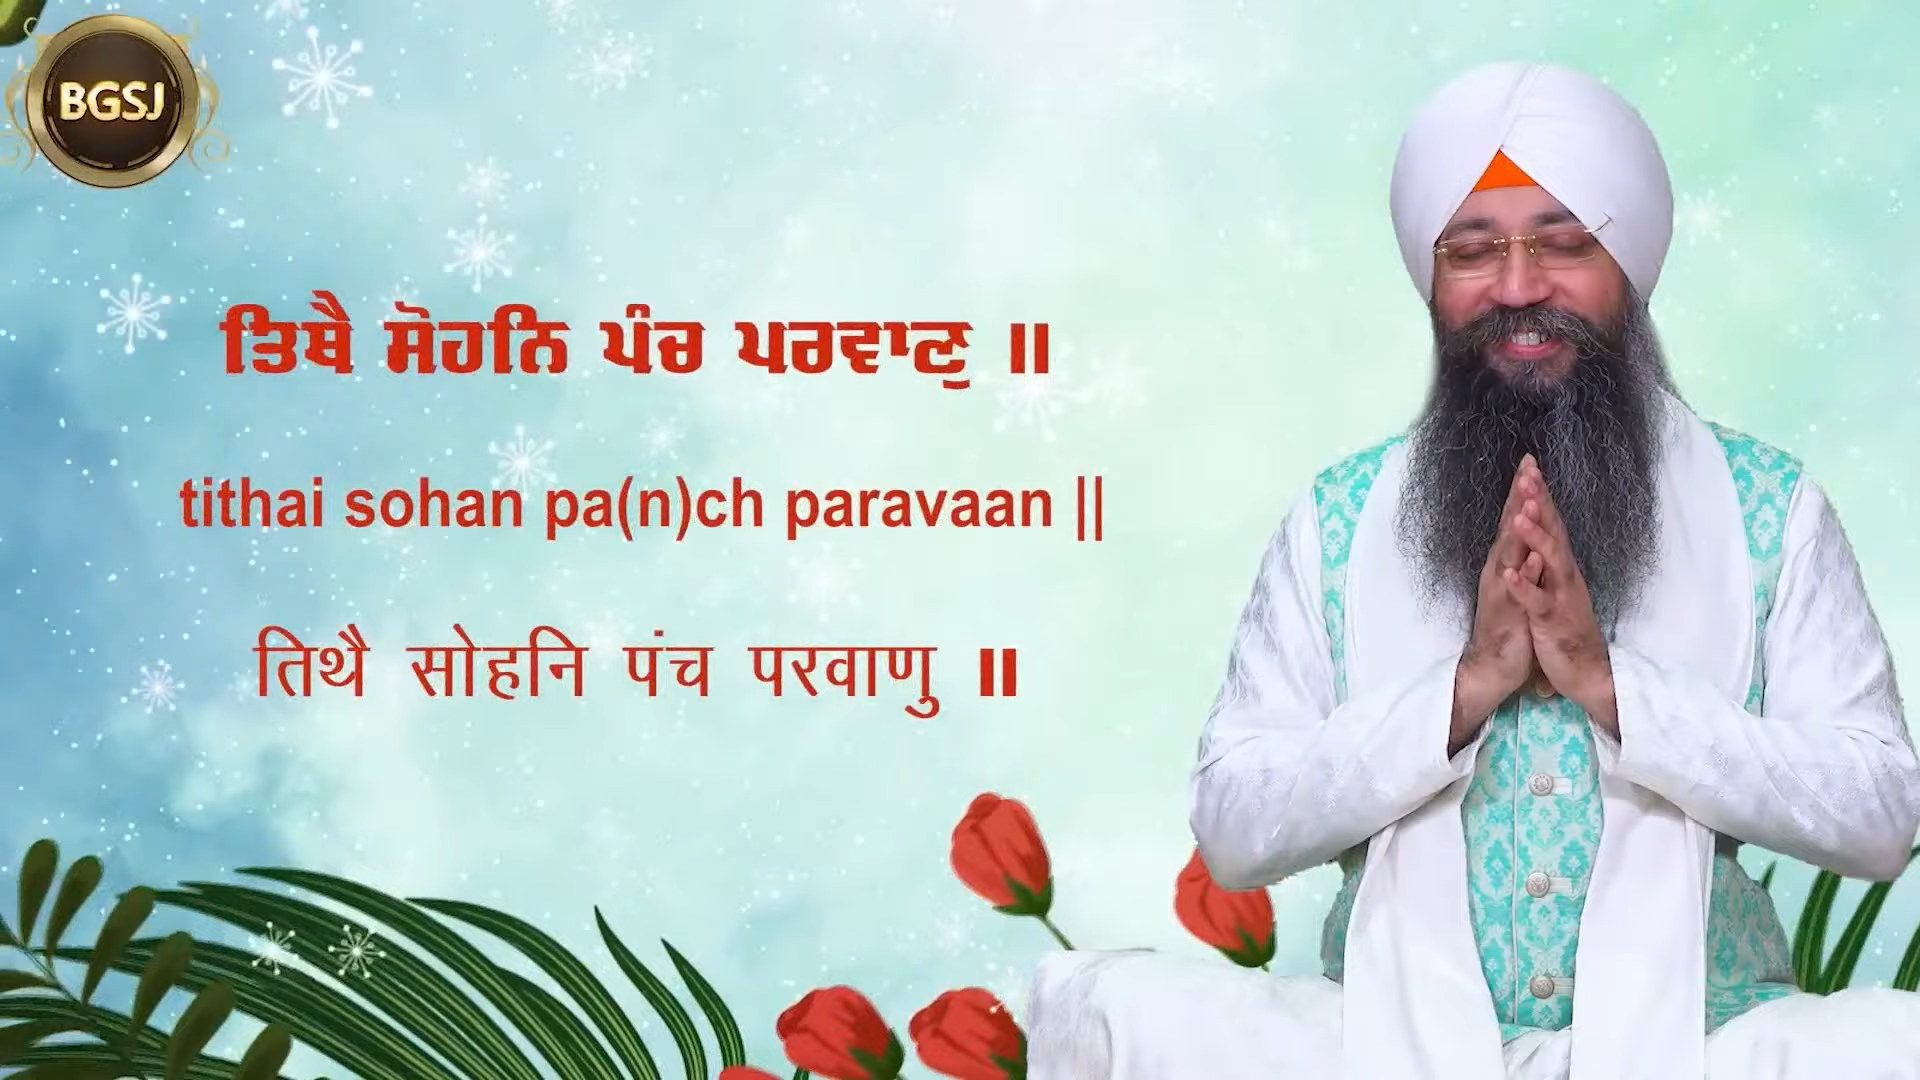 BGSJ
ਤਿਥੈ ਸੋਹਨਿ ਪੰਚ ਪਰਵਾਣੁ ॥
tithai sohan pa(n)ch paravaan ||
तिथै सोहनि पंच परवाणु ॥